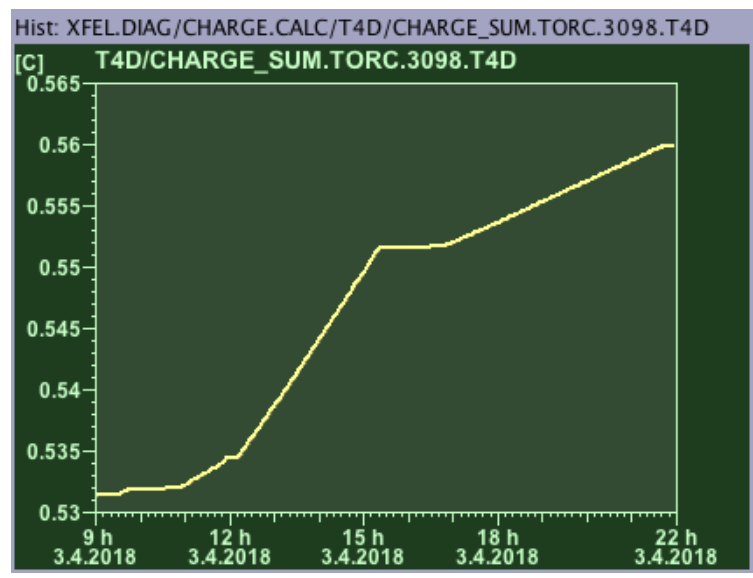 Hist: XFEL.DIAG/CHARGE.CALC/T4D/CHARGE_SUM.TORC.3098.T4D
[C] T4D/CHARGE_SUM.TORC.3098.T4D
0.565
0.56
0.555
0.55
0.545
0.54
0.535
0.53
9 h 12 h 15 h 18 h 22 h
3.4.2018 3.4.2018 3.4.2018 3.4.2018 3.4.2018